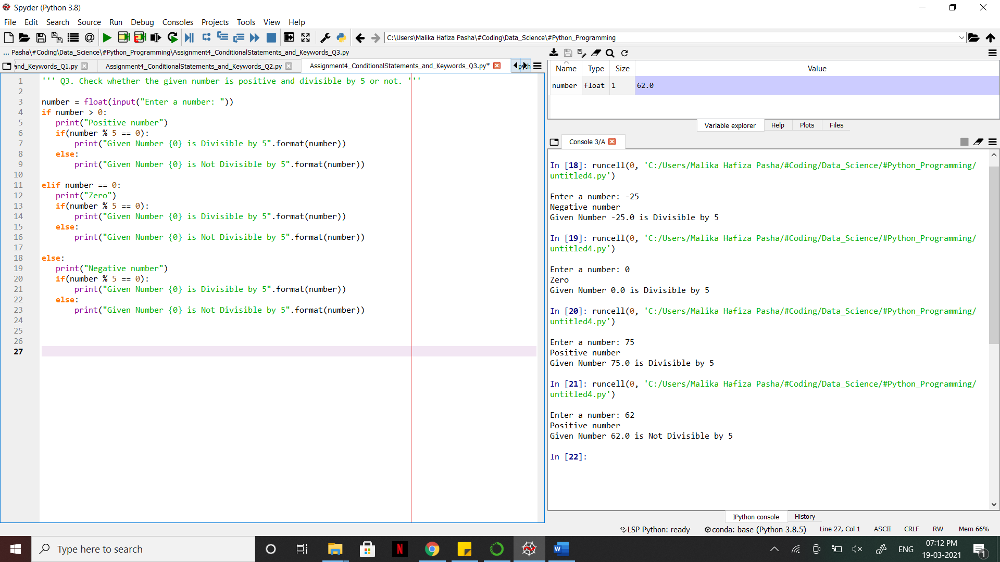 Spyder (Python 3.8)
File Edit Search Source Run Debug Consoles Projects Tools View Help
C:\Users\Malika Hafiza Pasha\#Coding\Data_Science\#Python_Programming
... Pasha\#Coding\Data_Science\#Python_Programming\Assignment4_ConditionalStatements_and_Keywords_Q3.py
and_Keywords_Q1.py Assignment4_ConditionalStatements_and_Keywords_Q2.py Assignment4_ConditionalStatements_and_Keywords_Q3.py* pyth
1 ''' Q3. Check whether the given number is positive and divisible by 5 or not. '''
2
3 number = float(input("Enter a number: "))
4 if number > 0:
5    print("Positive number")
6    if(number % 5 == 0):
7        print("Given Number {0} is Divisible by 5".format(number))
8    else:
9        print("Given Number {0} is Not Divisible by 5".format(number))
10
11 elif number == 0:
12    print("Zero")
13    if(number % 5 == 0):
14        print("Given Number {0} is Divisible by 5".format(number))
15    else:
16        print("Given Number {0} is Not Divisible by 5".format(number))
17
18 else:
19    print("Negative number")
20    if(number % 5 == 0):
21        print("Given Number {0} is Divisible by 5".format(number))
22    else:
23        print("Given Number {0} is Not Divisible by 5".format(number))
24
25
26
27
Name Type Size Value
number float 1 62.0
Variable explorer Help Plots Files
Console 3/A
In [18]: runcell(0, 'C:/Users/Malika Hafiza Pasha/#Coding/Data_Science/#Python_Programming/
untitled4.py')
Enter a number: -25
Negative number
Given Number -25.0 is Divisible by 5
In [19]: runcell(0, 'C:/Users/Malika Hafiza Pasha/#Coding/Data_Science/#Python_Programming/
untitled4.py')
Enter a number: 0
Zero
Given Number 0.0 is Divisible by 5
In [20]: runcell(0, 'C:/Users/Malika Hafiza Pasha/#Coding/Data_Science/#Python_Programming/
untitled4.py')
Enter a number: 75
Positive number
Given Number 75.0 is Divisible by 5
In [21]: runcell(0, 'C:/Users/Malika Hafiza Pasha/#Coding/Data_Science/#Python_Programming/
untitled4.py')
Enter a number: 62
Positive number
Given Number 62.0 is Not Divisible by 5
In [22]:
IPython console History
LSP Python: ready conda: base (Python 3.8.5) Line 27, Col 1 ASCII CRLF RW Mem 66%
Type here to search
ENG
07:12 PM
19-03-2021
1